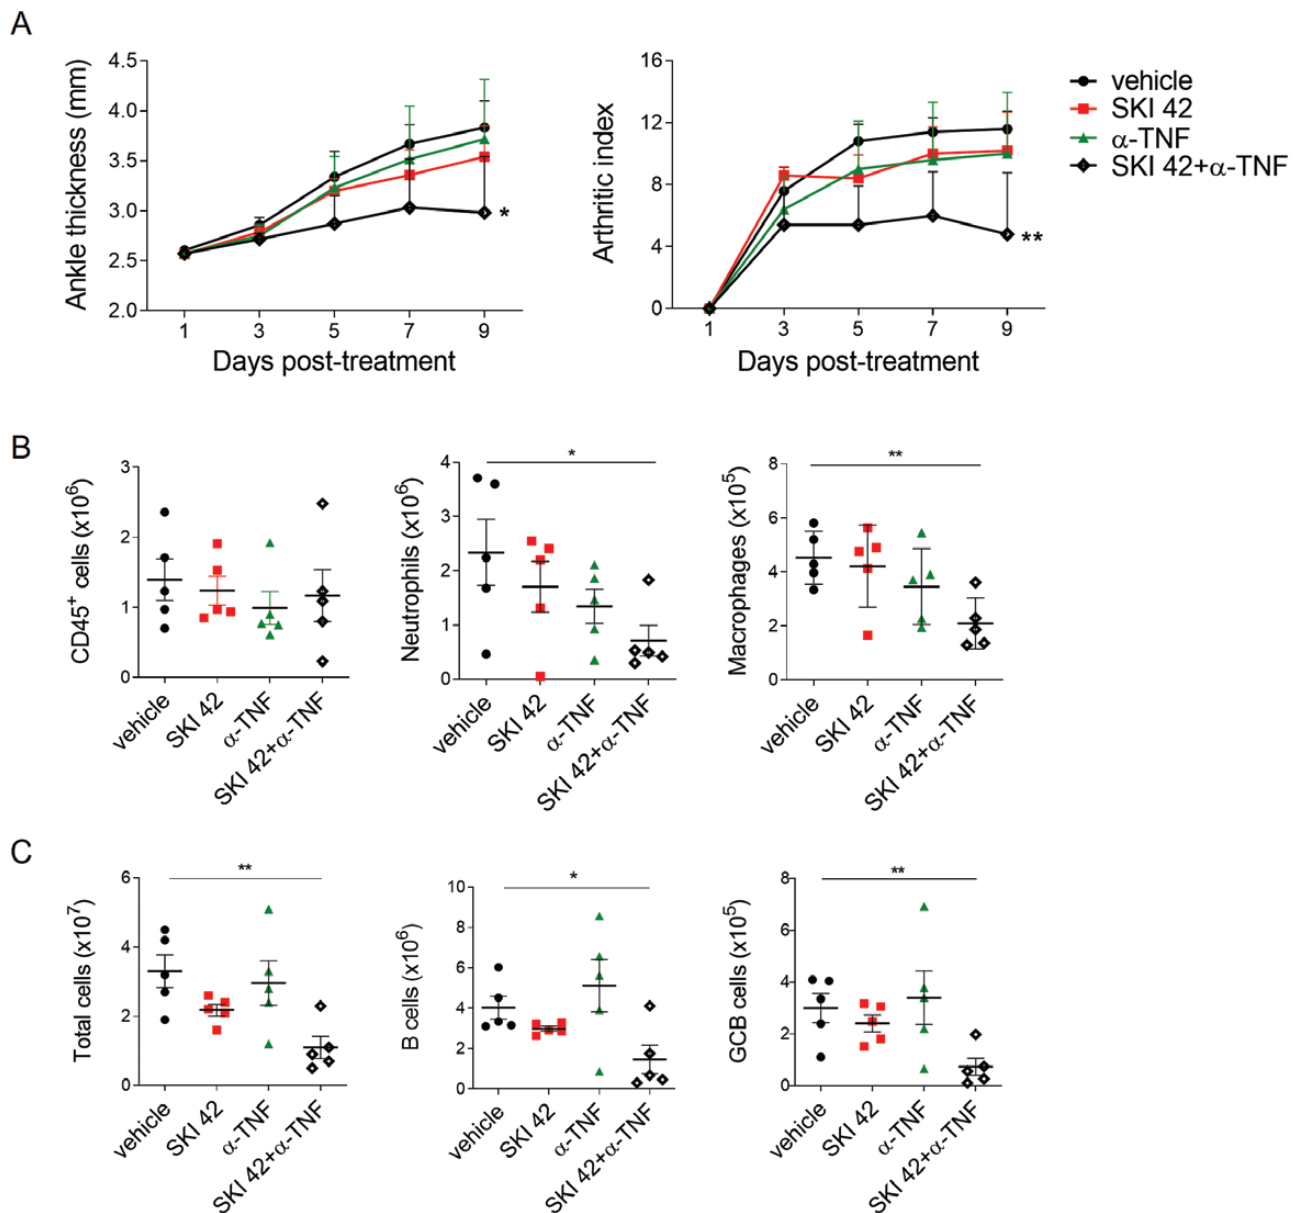 A
Ankle thickness (mm)
4.5
4.0
3.5
3.0
2.5
2.0
*
1 3 5 7 9
Days post-treatment
Arthritic index
16
12
8
4
0
**
1 3 5 7 9
Days post-treatment
vehicle
SKI 42
α-TNF
SKI 42+α-TNF
B
CD45⁺ cells (x10⁶)
3
2
1
0
vehicle
SKI 42
α-TNF
SKI 42+α-TNF
Neutrophils (x10⁶)
4
3
2
1
0
*
vehicle
SKI 42
α-TNF
SKI 42+α-TNF
Macrophages (x10⁵)
8
6
4
2
0
**
vehicle
SKI 42
α-TNF
SKI 42+α-TNF
C
Total cells (x10⁷)
6
4
2
0
**
vehicle
SKI 42
α-TNF
SKI 42+α-TNF
B cells (x10⁶)
10
8
6
4
2
0
*
vehicle
SKI 42
α-TNF
SKI 42+α-TNF
GCB cells (x10⁵)
8
6
4
2
0
**
vehicle
SKI 42
α-TNF
SKI 42+α-TNF